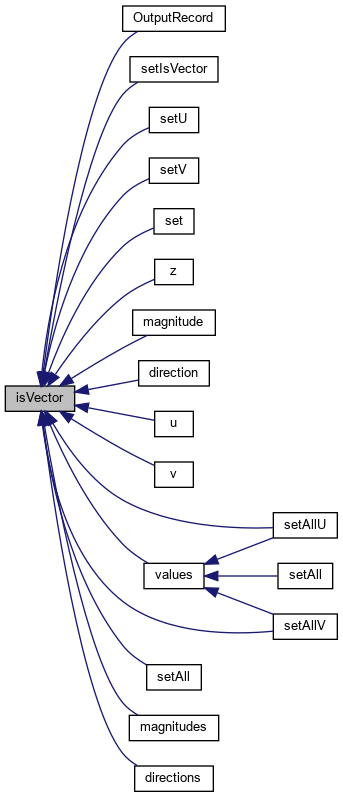 OutputRecord
setIsVector
setU
setV
set
z
magnitude
direction
isVector
u
v
setAllU
values
setAll
setAllV
setAll
magnitudes
directions